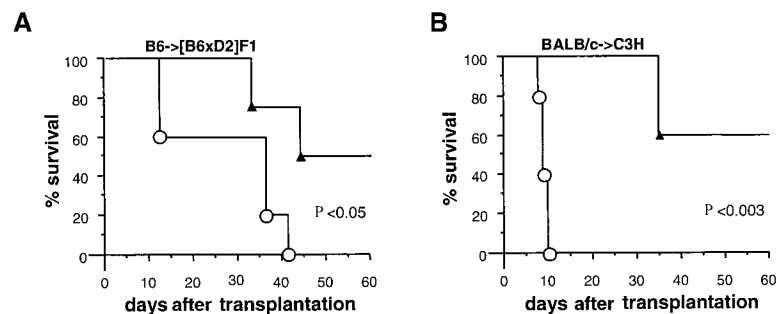 A
B6->[B6xD2]F1
100
80
60
40
20
0
% survival
P <0.05
0 10 20 30 40 50 60
days after transplantation
B
BALB/c->C3H
100
80
60
40
20
0
% survival
P <0.003
0 10 20 30 40 50 60
days after transplantation